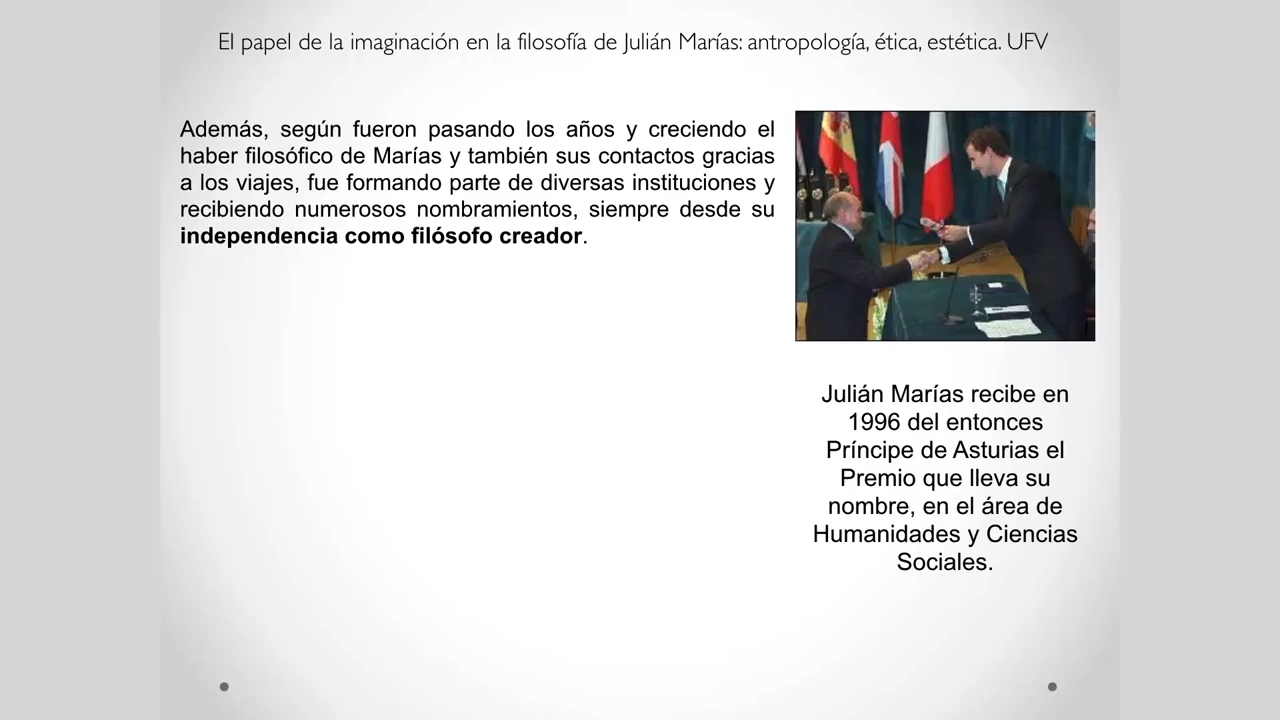 El papel de la imaginación en la filosofía de Julián Marías: antropología, ética, estética. UFV
Además, según fueron pasando los años y creciendo el
haber filosófico de Marías y también sus contactos gracias
a los viajes, fue formando parte de diversas instituciones y
recibiendo numerosos nombramientos, siempre desde su
independencia como filósofo creador.
Julián Marías recibe en
1996 del entonces
Príncipe de Asturias el
Premio que lleva su
nombre, en el área de
Humanidades y Ciencias
Sociales.